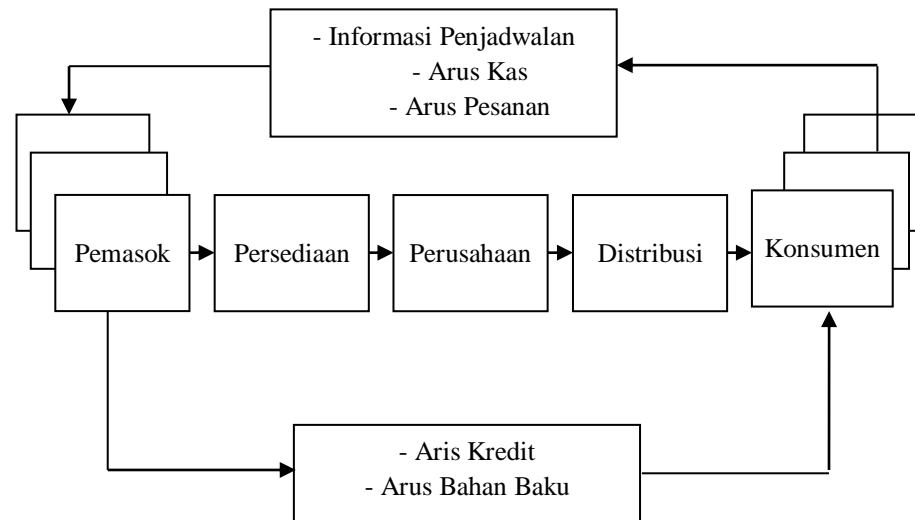 - Informasi Penjadwalan
- Arus Kas
- Arus Pesanan
Pemasok
Persediaan
Perusahaan
Distribusi
Konsumen
- Aris Kredit
- Arus Bahan Baku